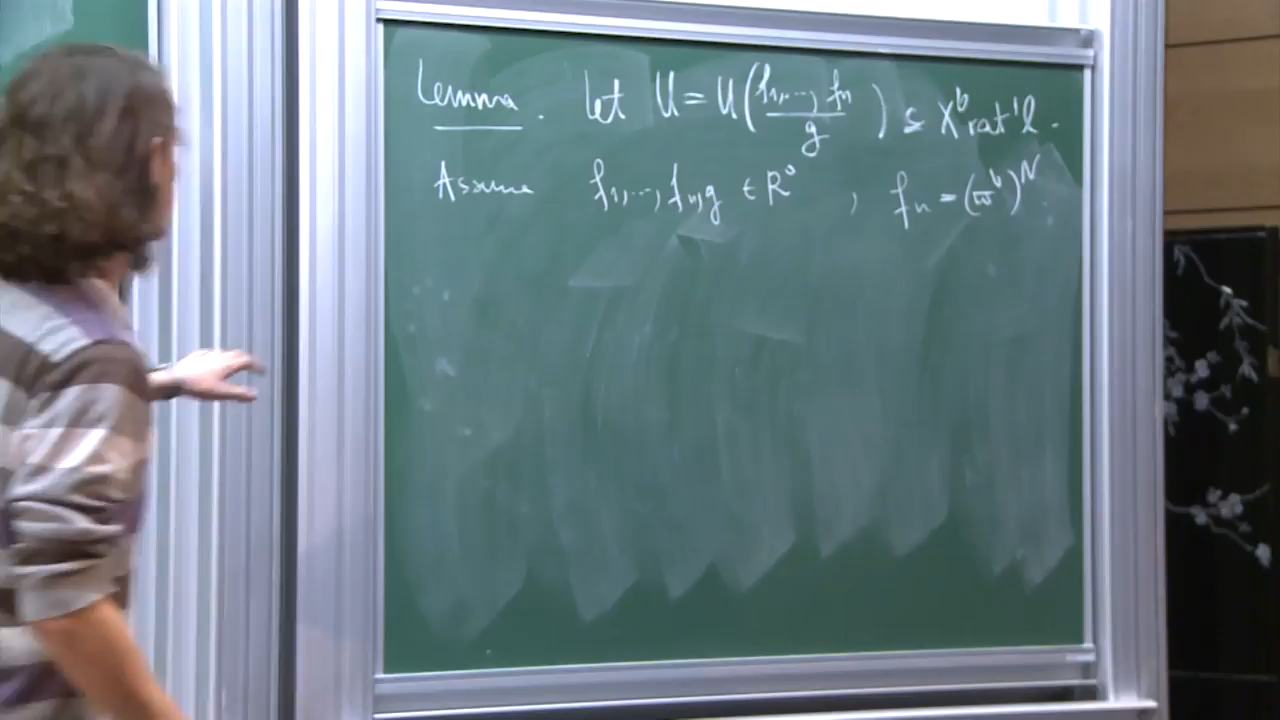 Lemma. Let U = U(f₁,...,fₙ / g) ⊆ X^♭ rat'l.
Assume f₁,...,fₙ,g ∈ R°, fₙ = (ϖ^♭)^N.